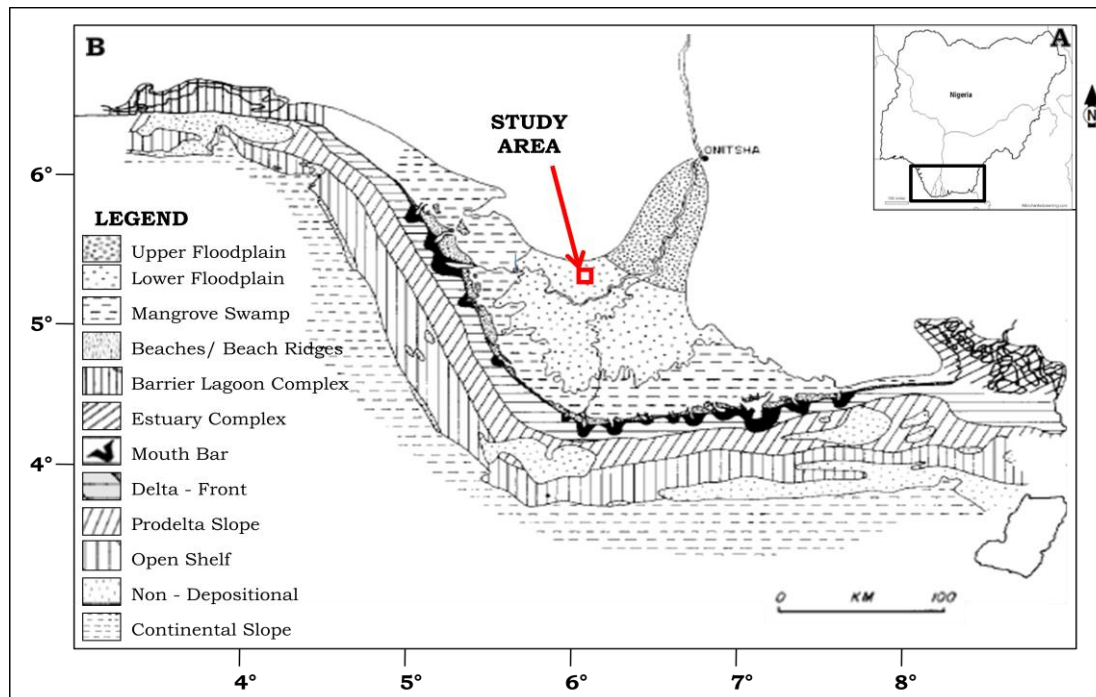 B
A
Nigeria
N
STUDY
AREA
ONITSHA
6°
5°
4°
LEGEND
Upper Floodplain
Lower Floodplain
Mangrove Swamp
Beaches/ Beach Ridges
Barrier Lagoon Complex
Estuary Complex
Mouth Bar
Delta - Front
Prodelta Slope
Open Shelf
Non - Depositional
Continental Slope
0 KM 100
4° 5° 6° 7° 8°